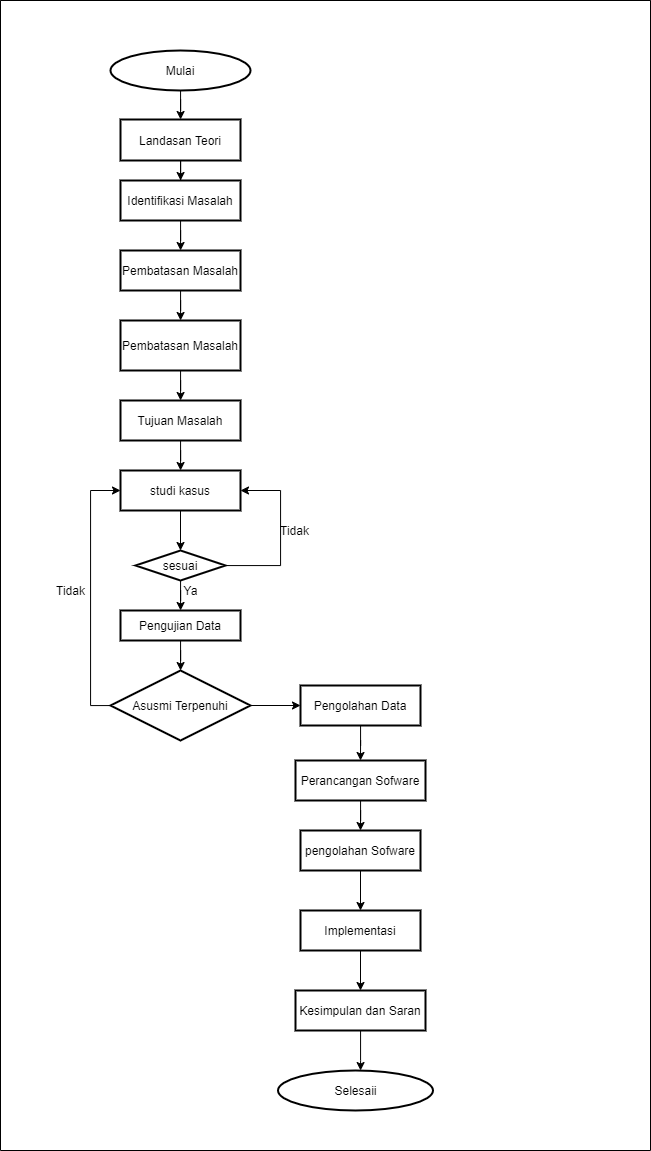 Mulai
Landasan Teori
Identifikasi Masalah
Pembatasan Masalah
Pembatasan Masalah
Tujuan Masalah
studi kasus
Tidak
sesuai
Tidak
Ya
Pengujian Data
Asusmi Terpenuhi
Pengolahan Data
Perancangan Sofware
pengolahan Sofware
Implementasi
Kesimpulan dan Saran
Selesaii